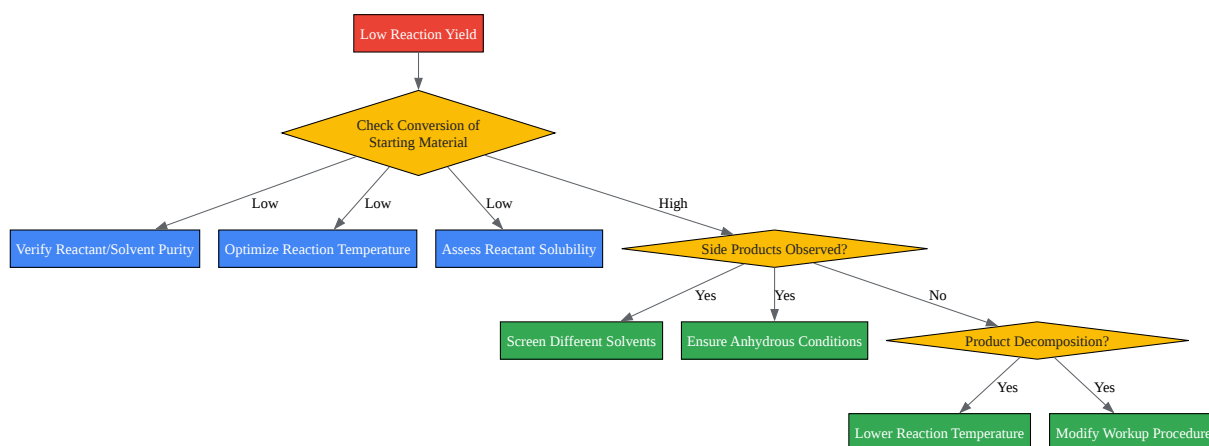 Low Reaction Yield
Check Conversion of
Starting Material
Low
Low
Low
High
Verify Reactant/Solvent Purity
Optimize Reaction Temperature
Assess Reactant Solubility
Side Products Observed?
Yes
Yes
No
Screen Different Solvents
Ensure Anhydrous Conditions
Product Decomposition?
Yes
Yes
Lower Reaction Temperature
Modify Workup Procedure